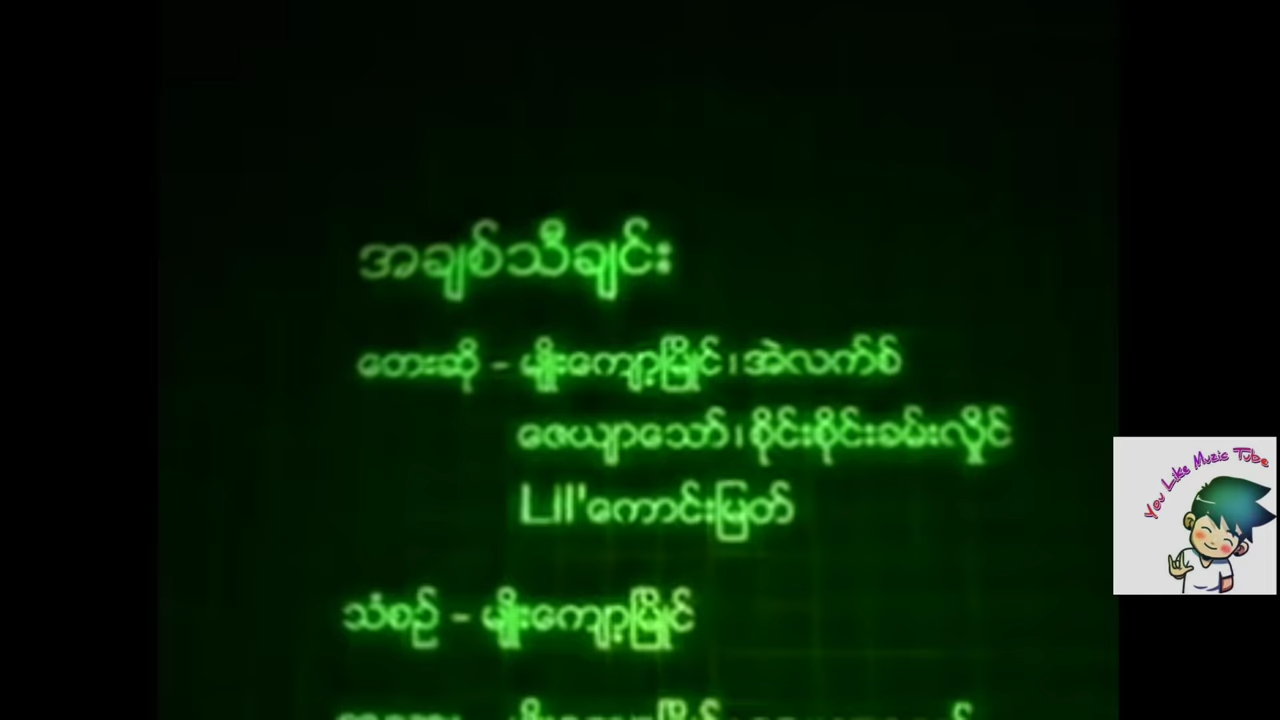 အချစ်သီချင်း
တေးဆို - မျိုးကျော့မြိုင်၊အဲလက်စ်
ဇေယျာသော်၊စိုင်းစိုင်းခမ်းလှိုင်
Lil'ကောင်းမြတ်
သံစဉ် - မျိုးကျော့မြိုင်
You Like Music Tube